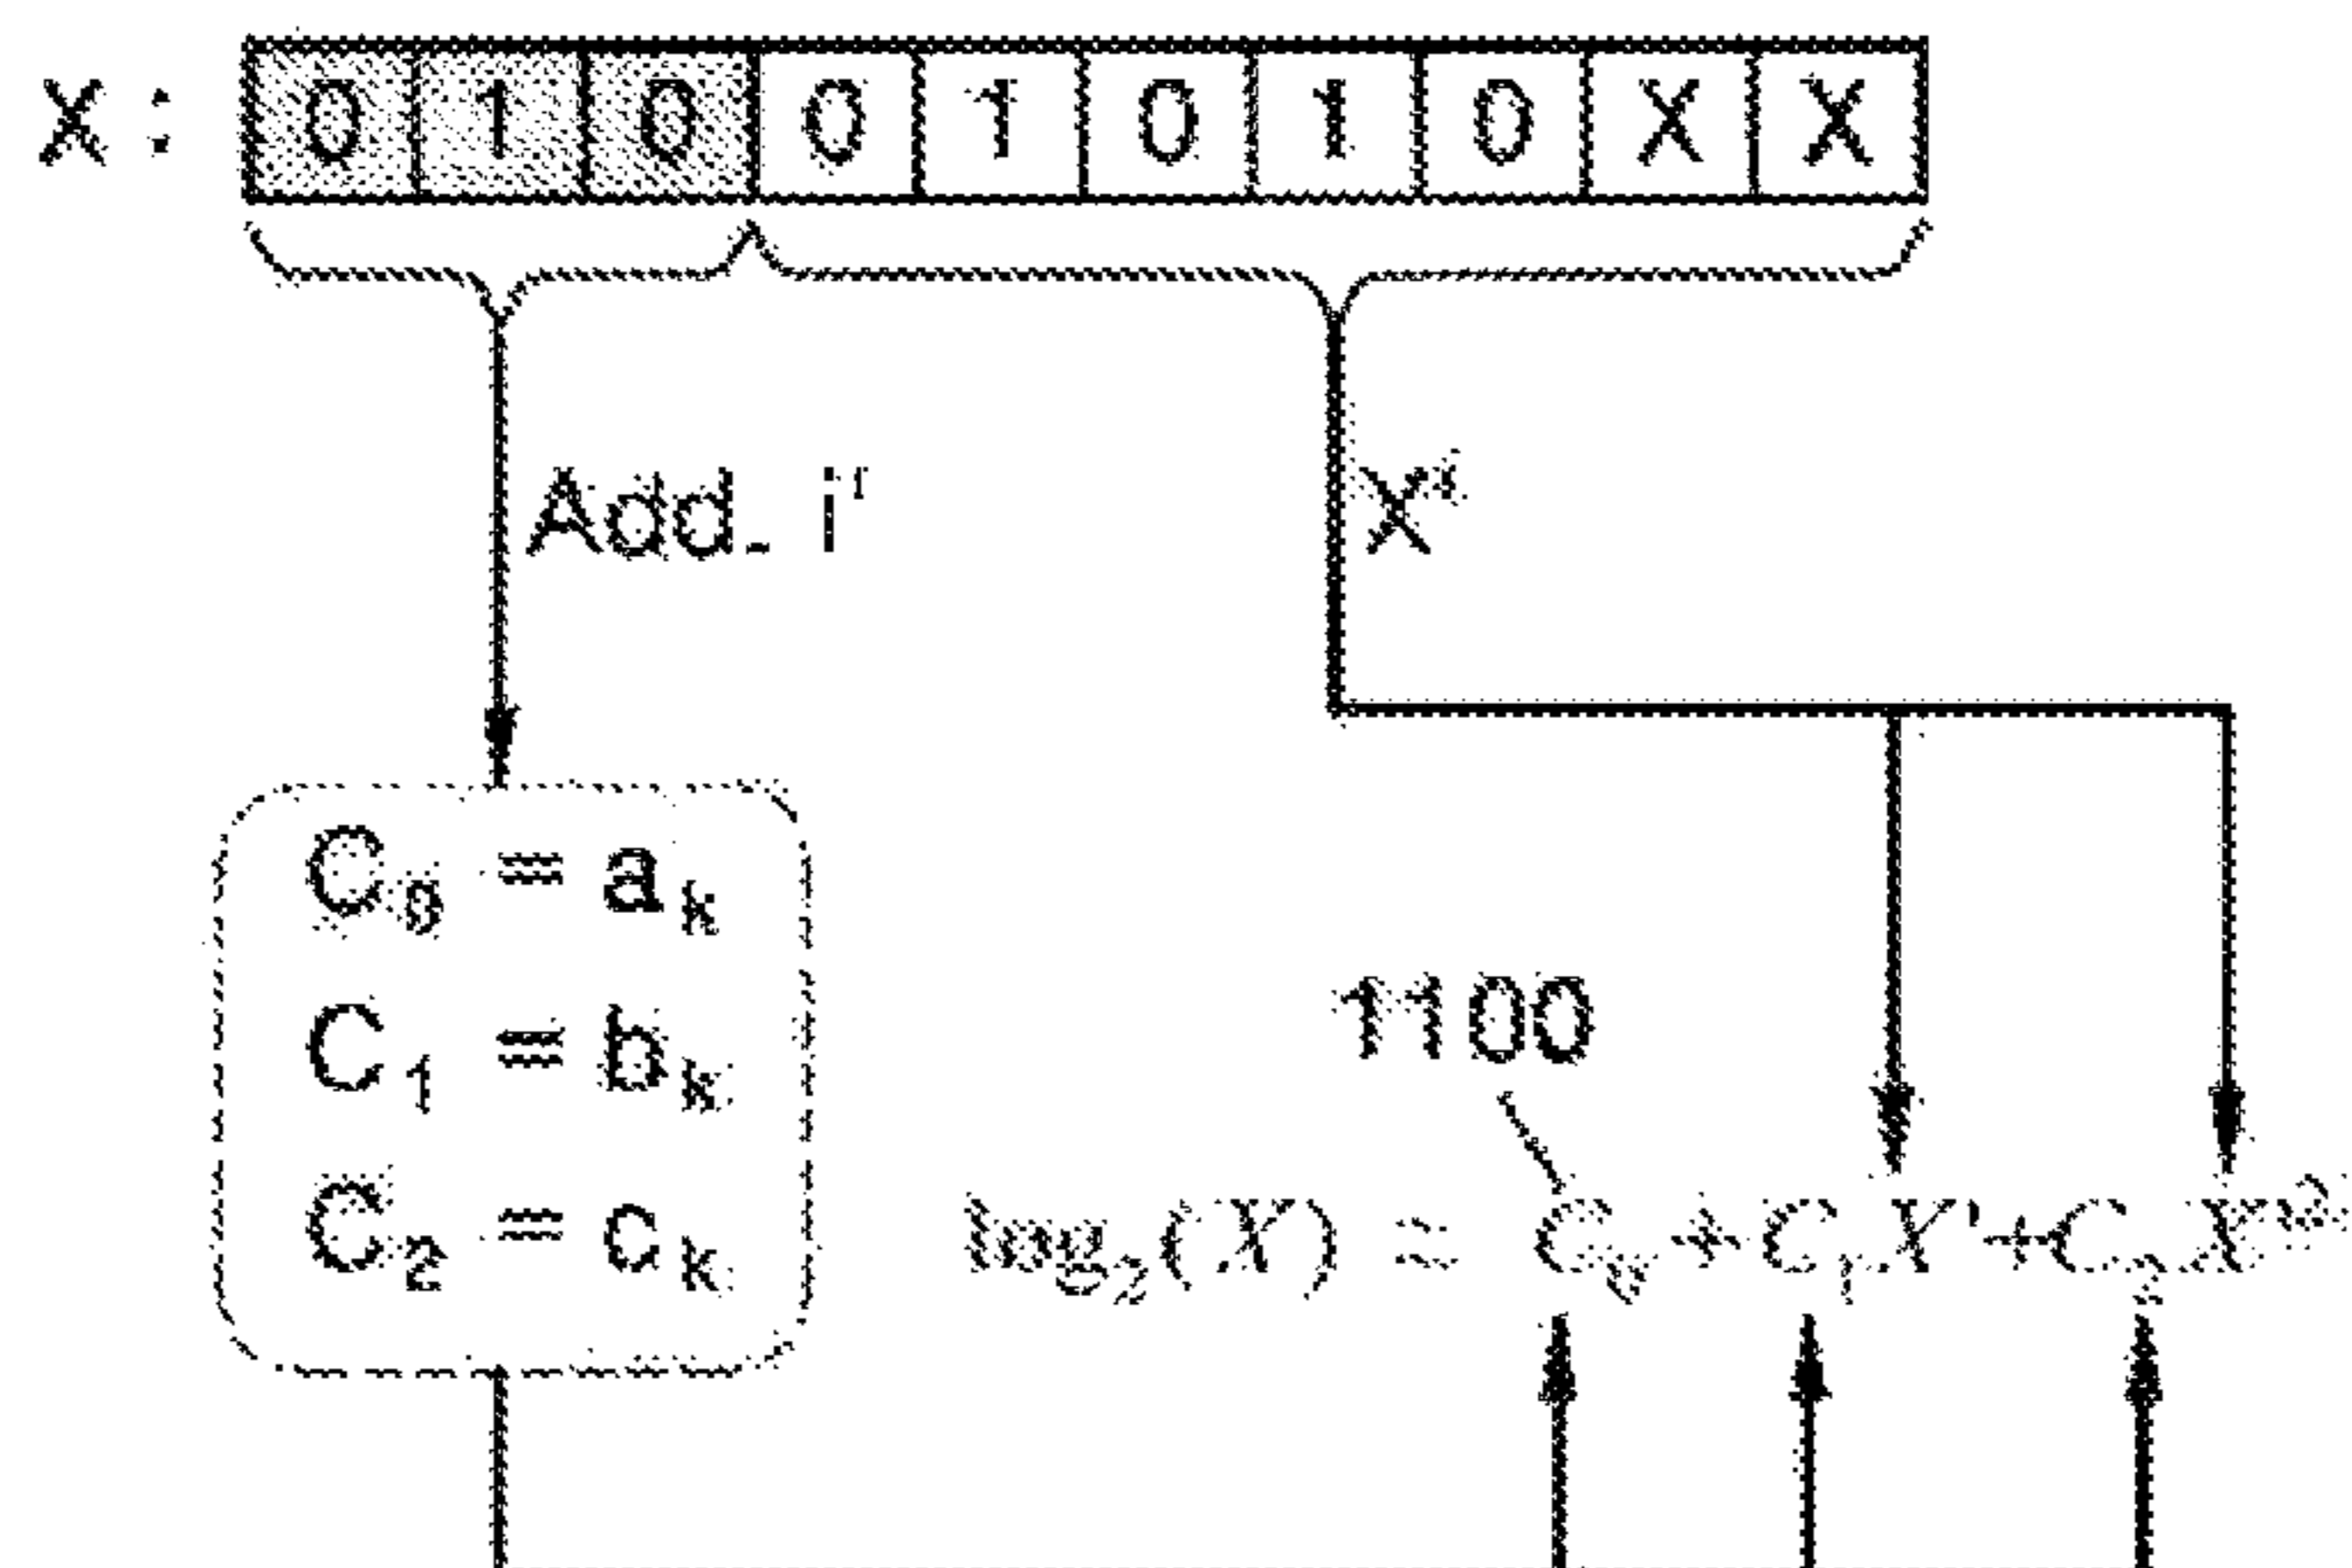 X : 0 1 0 0 1 0 1 0 X X
Add_ i'
X'
C₀ = aₖ
C₁ = bₖ
C₂ = cₖ
1100
log₂(X) = C₀+C₁X'+C₂X'²